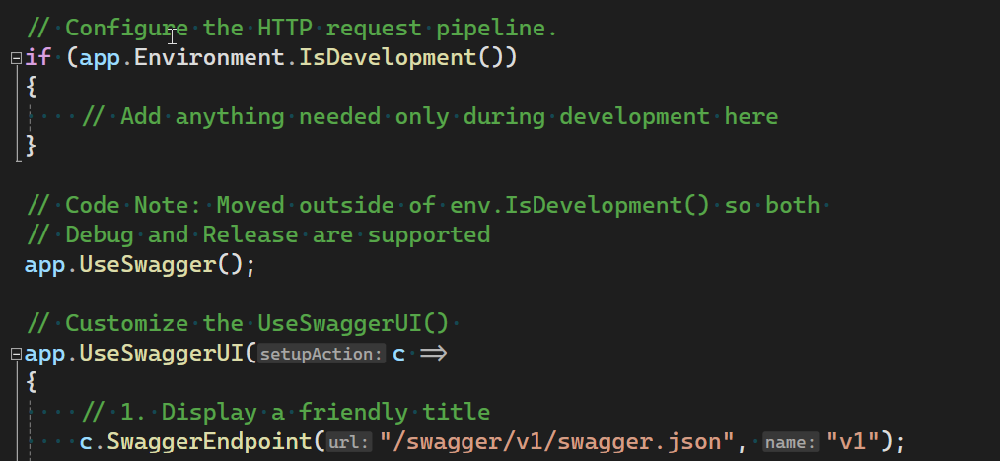 // Configure the HTTP request pipeline.
if (app.Environment.IsDevelopment())
{
// Add anything needed only during development here
}
// Code Note: Moved outside of env.IsDevelopment() so both
// Debug and Release are supported
app.UseSwagger();
// Customize the UseSwaggerUI()
app.UseSwaggerUI(setupAction: c =>
{
// 1. Display a friendly title
c.SwaggerEndpoint(url: "/swagger/v1/swagger.json", name: "v1");